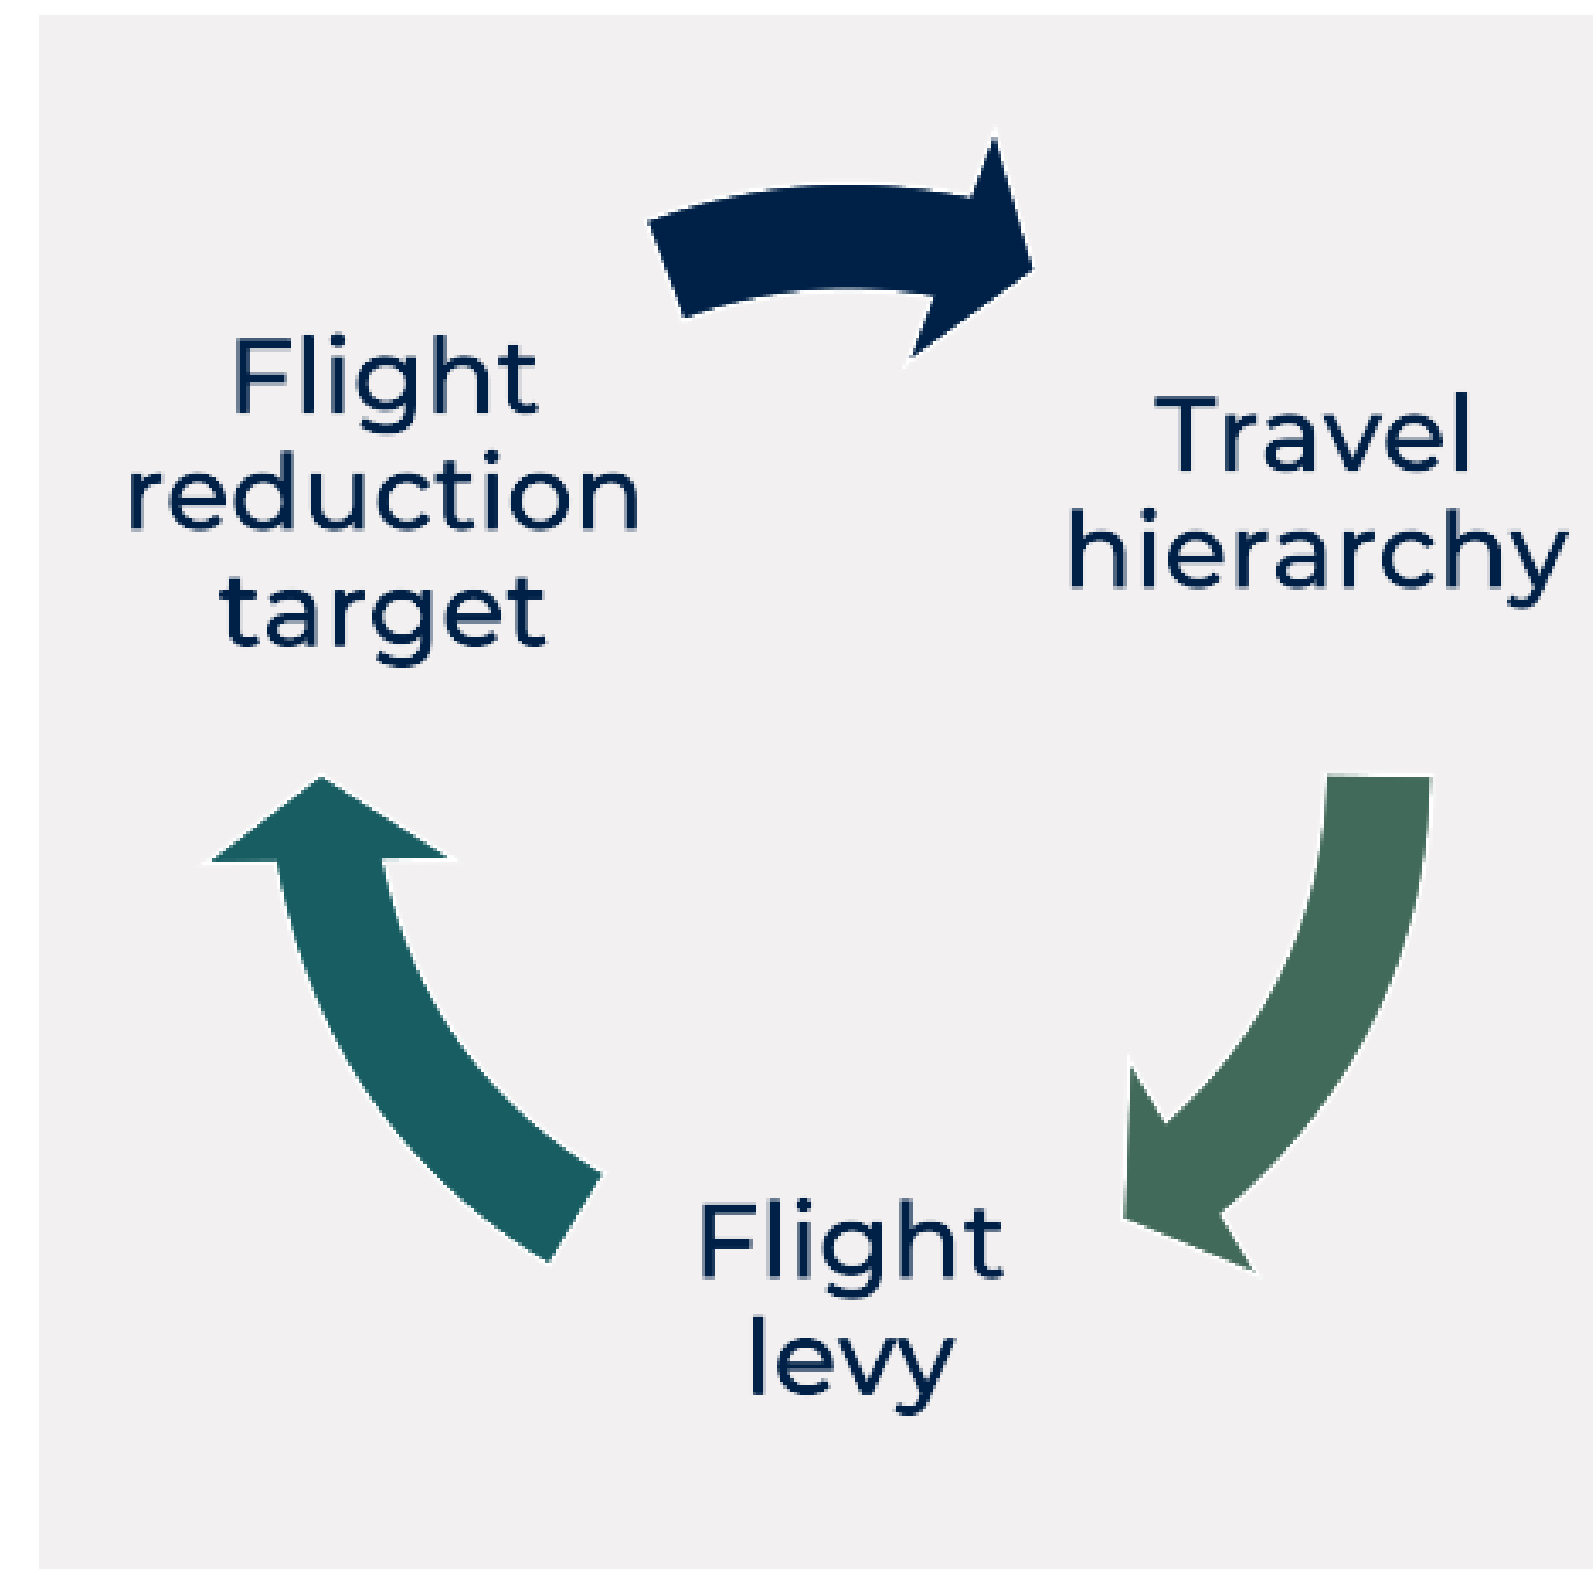 Flight
reduction
target
Travel
hierarchy
Flight
levy